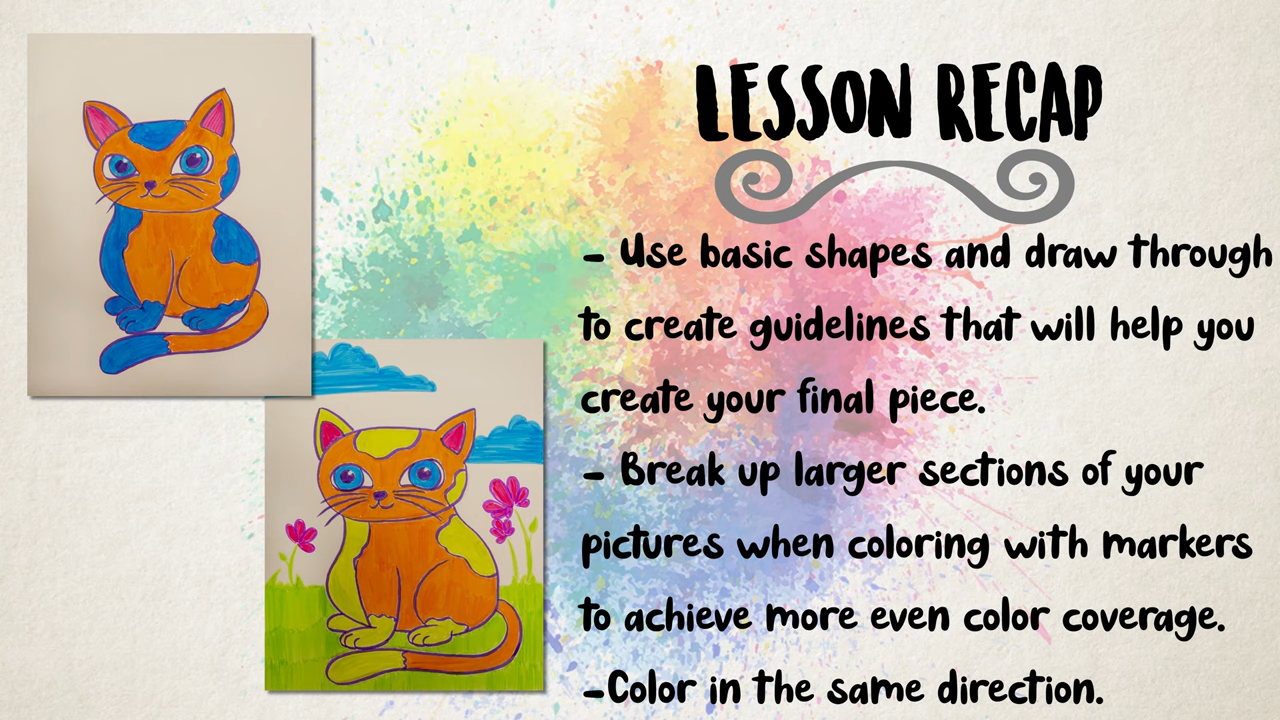 LESSON RECAP
- Use basic shapes and draw through
to create guidelines that will help you
create your final piece.
- Break up larger sections of your
pictures when coloring with markers
to achieve more even color coverage.
-Color in the same direction.